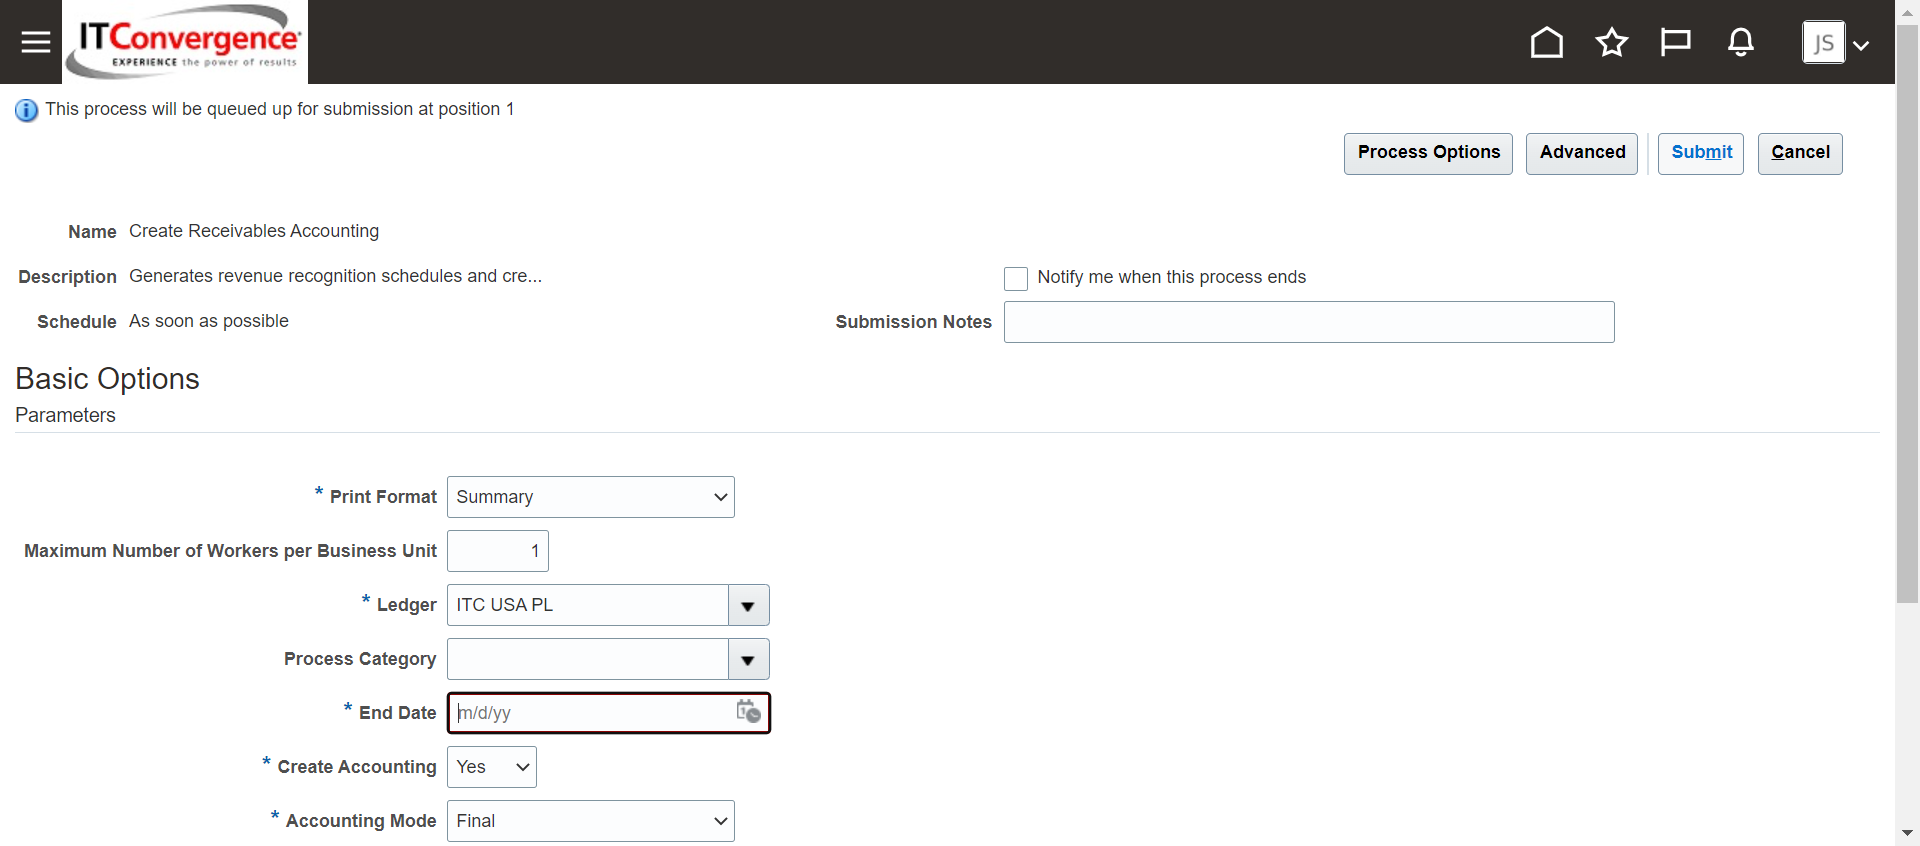 ITConvergence
EXPERIENCE the power of results
JS
This process will be queued up for submission at position 1
Process Options Advanced Submit Cancel
Name Create Receivables Accounting
Description Generates revenue recognition schedules and cre...
Notify me when this process ends
Schedule As soon as possible
Submission Notes
Basic Options
Parameters
* Print Format Summary
Maximum Number of Workers per Business Unit 1
* Ledger ITC USA PL
Process Category
* End Date m/d/yy
* Create Accounting Yes
* Accounting Mode Final